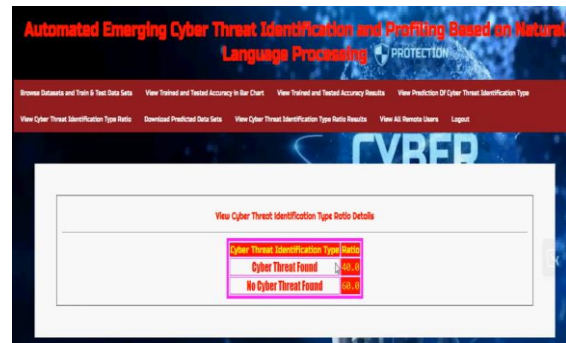 Automated Emerging Cyber Threat Identification and Profiling Based on Natural
Language Processing PROTECTION
Browse Datasets and Train & Test Data Sets View Trained and Tested Accuracy in Bar Chart View Trained and Tested Accuracy Results View Prediction Of Cyber Threat Identification Type
View Cyber Threat Identification Type Ratio Download Predicted Data Sets View Cyber Threat Identification Type Ratio Results View All Remote Users Logout
CYBER
View Cyber Threat Identification Type Ratio Details
Cyber Threat Identification Type Ratio
Cyber Threat Found 40.0
No Cyber Threat Found 60.0